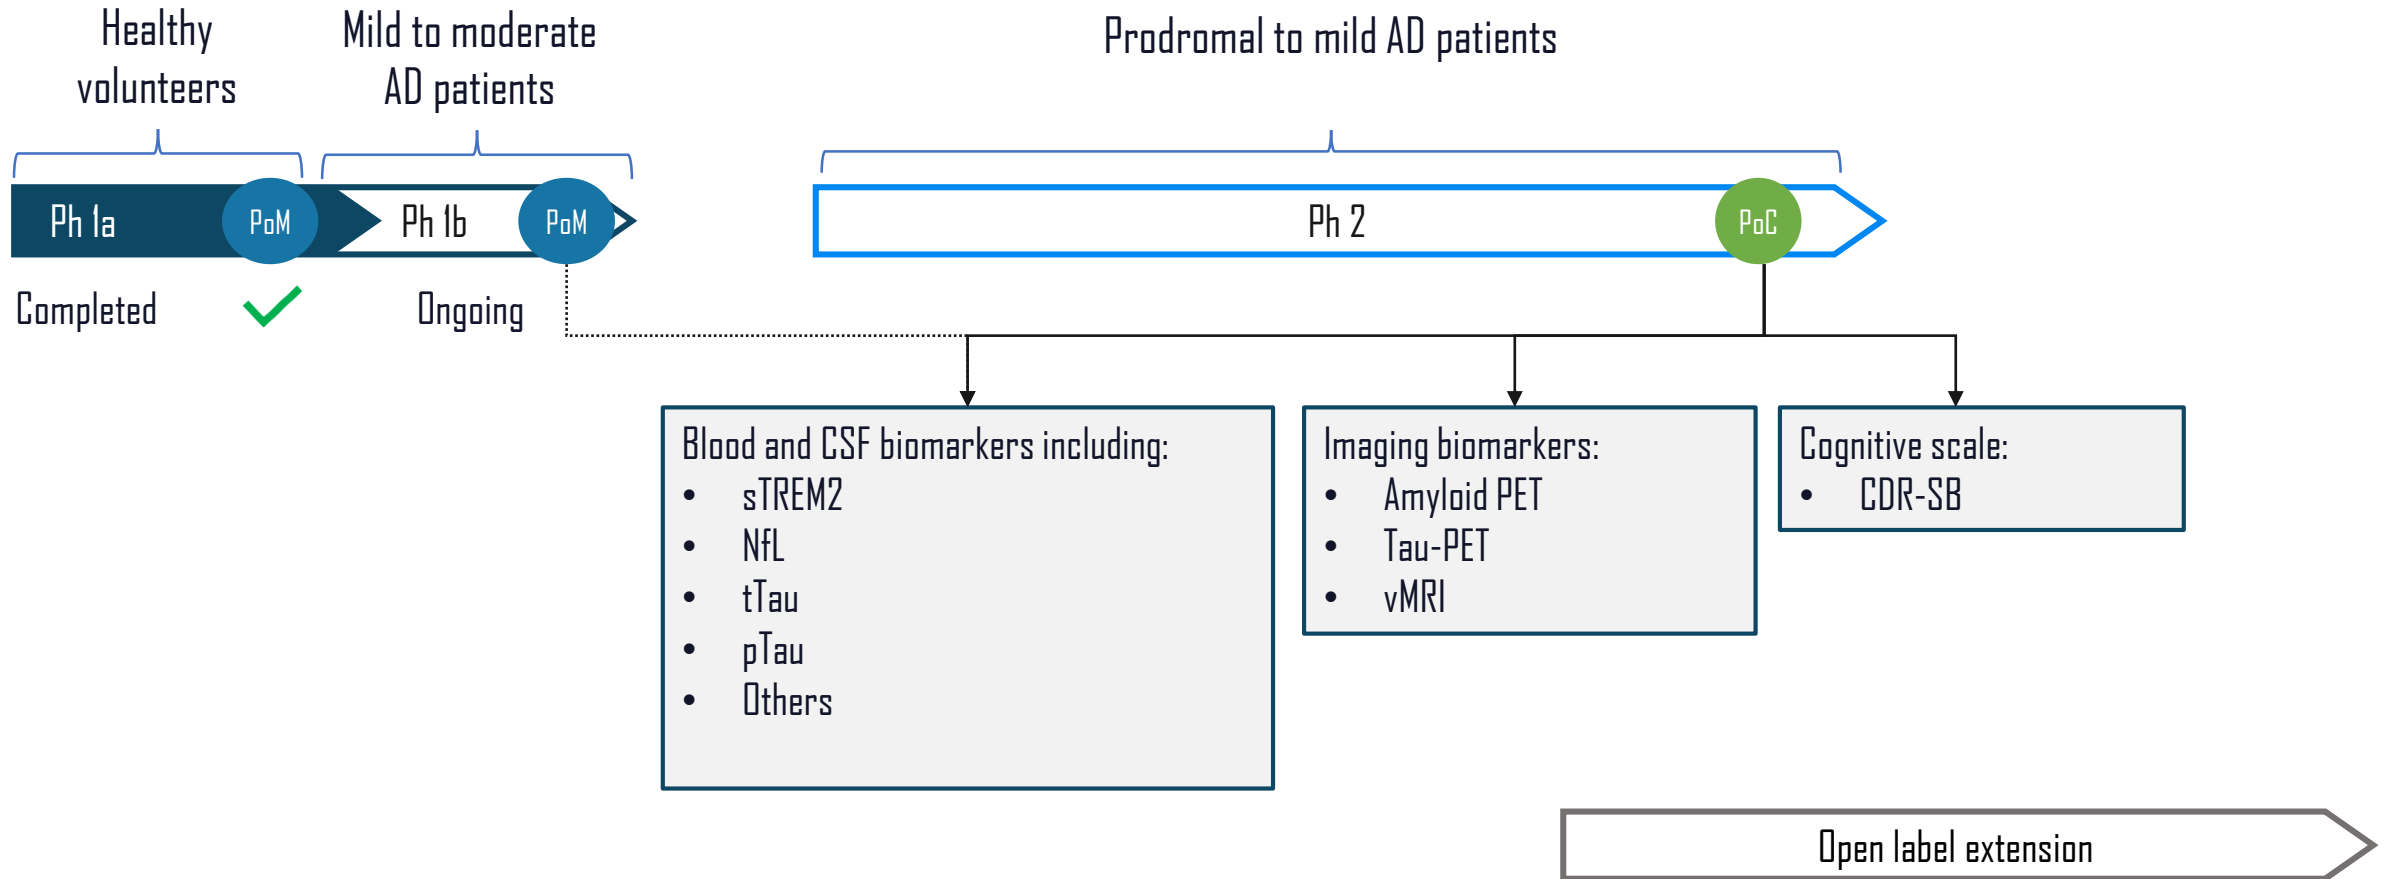 Healthy
volunteers
Mild to moderate
AD patients
Prodromal to mild AD patients
Ph 1a
PoM
Ph 1b
PoM
Ph 2
PoC
Completed
Ongoing
Blood and CSF biomarkers including:
• sTREM2
• NfL
• tTau
• pTau
• Others
Imaging biomarkers:
• Amyloid PET
• Tau-PET
• vMRI
Cognitive scale:
• CDR-SB
Open label extension